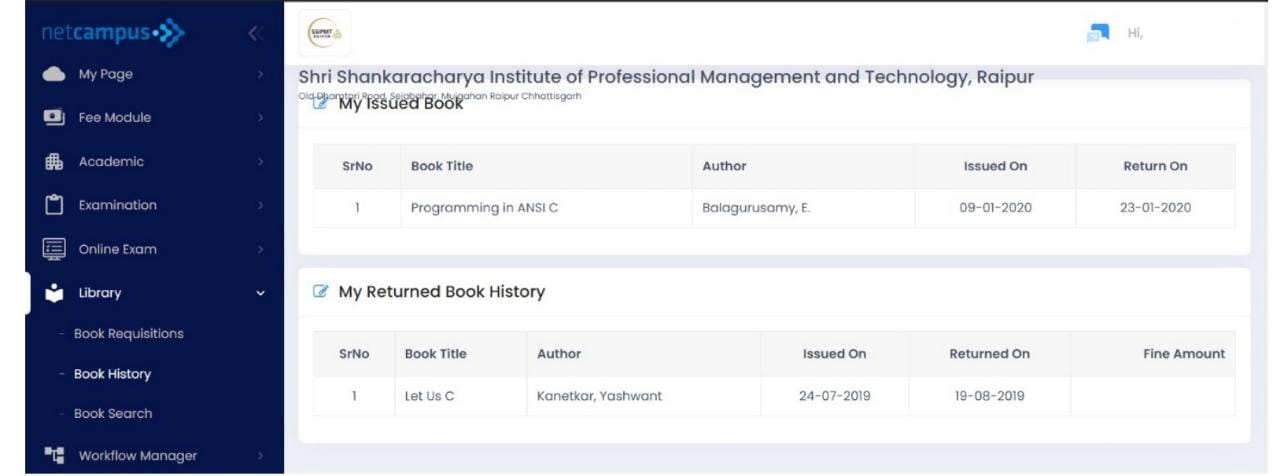 netcampus
SSIPMT
RAIPUR
Hi,
My Page
Fee Module
Academic
Examination
Online Exam
Library
- Book Requisitions
- Book History
- Book Search
Workflow Manager
Shri Shankaracharya Institute of Professional Management and Technology, Raipur
Old Dhamtari Road, Sejabahar, Mujgahan Raipur Chhattisgarh
My Issued Book
SrNo Book Title Author Issued On Return On
1 Programming in ANSI C Balagurusamy, E. 09-01-2020 23-01-2020
My Returned Book History
SrNo Book Title Author Issued On Returned On Fine Amount
1 Let Us C Kanetkar, Yashwant 24-07-2019 19-08-2019